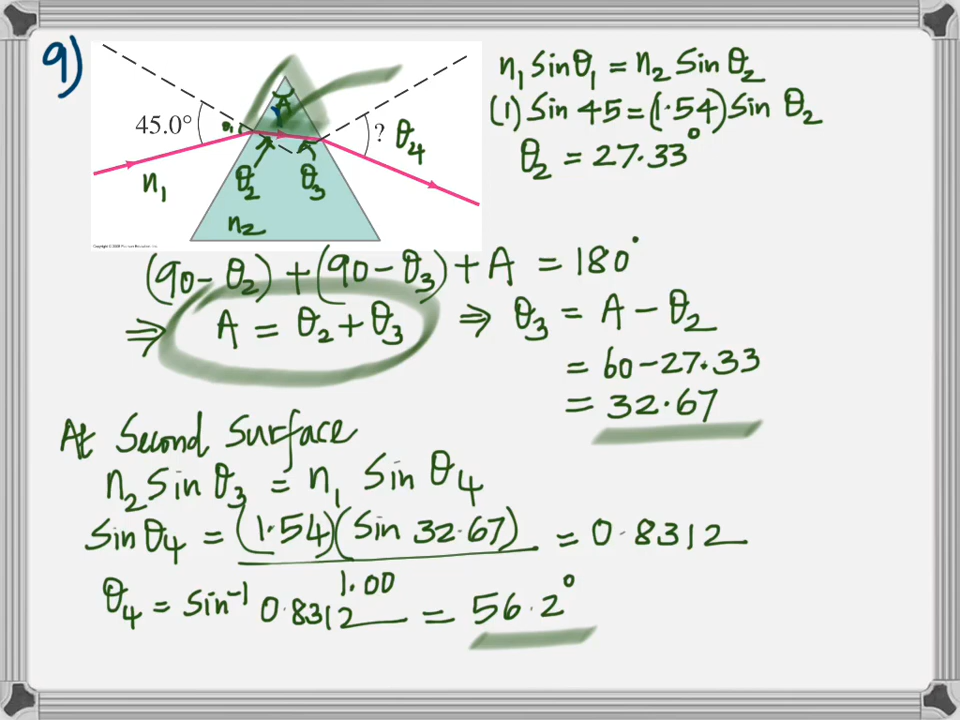 9)
45.0°
A
θ1
? θ4
n1
θ2
θ3
n2
n1 Sinθ1 = n2 Sinθ2
(1) Sin 45 = (1.54) Sin θ2
θ2 = 27.33°
(90 - θ2) + (90 - θ3) + A = 180°
⇒ A = θ2 + θ3 ⇒ θ3 = A - θ2
= 60 - 27.33
= 32.67
At Second Surface
n2 Sin θ3 = n1 Sin θ4
Sin θ4 = (1.54)(Sin 32.67) / 1.00 = 0.8312
θ4 = Sin⁻¹ 0.8312 = 56.2°